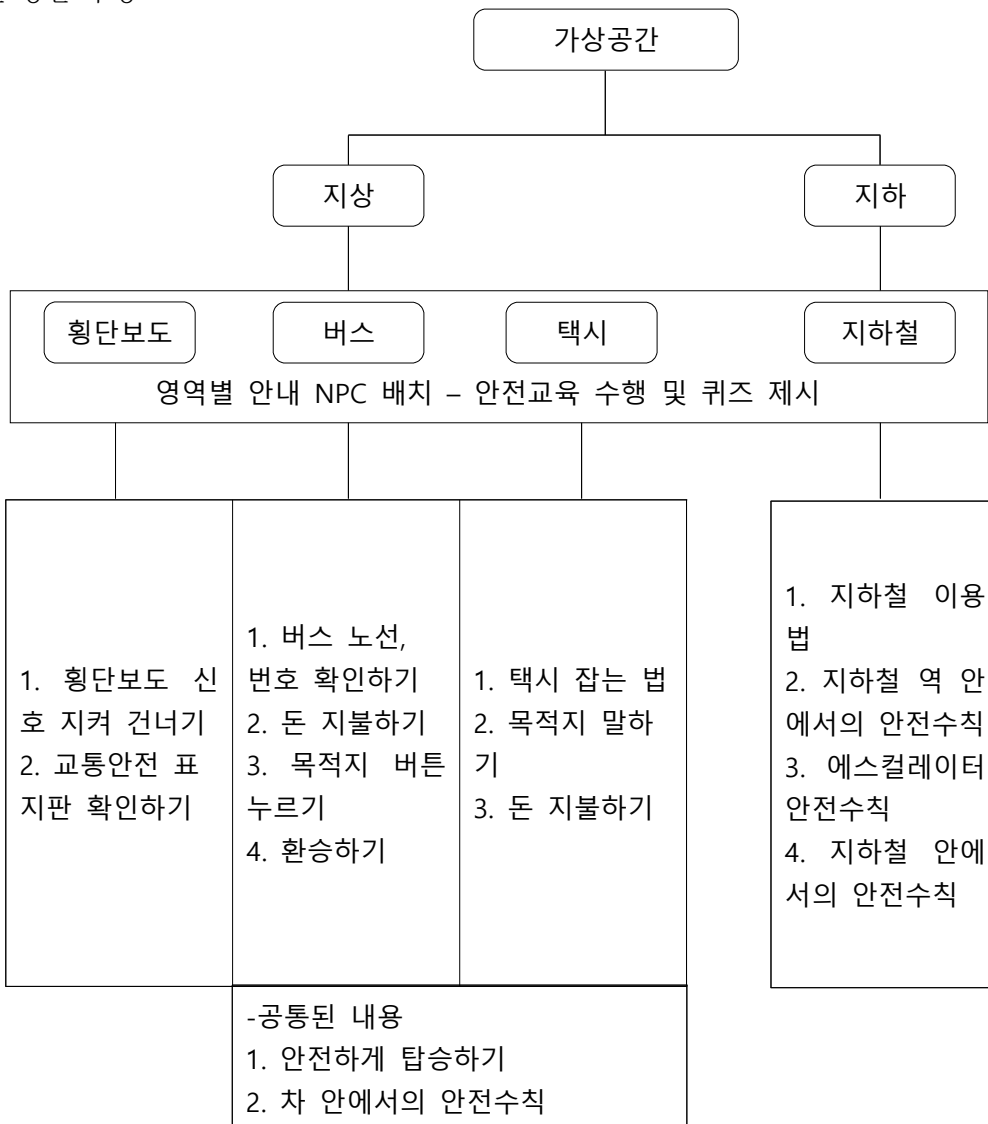 가상공간
지상
지하
횡단보도
버스
택시
지하철
영역별 안내 NPC 배치 – 안전교육 수행 및 퀴즈 제시
1. 횡단보도 신
호 지켜 건너기
2. 교통안전 표
지판 확인하기
1. 버스 노선,
번호 확인하기
2. 돈 지불하기
3. 목적지 버튼
누르기
4. 환승하기
1. 택시 잡는 법
2. 목적지 말하
기
3. 돈 지불하기
1. 지하철 이용
법
2. 지하철 역 안
에서의 안전수칙
3. 에스컬레이터
안전수칙
4. 지하철 안에
서의 안전수칙
-공통된 내용
1. 안전하게 탑승하기
2. 차 안에서의 안전수칙